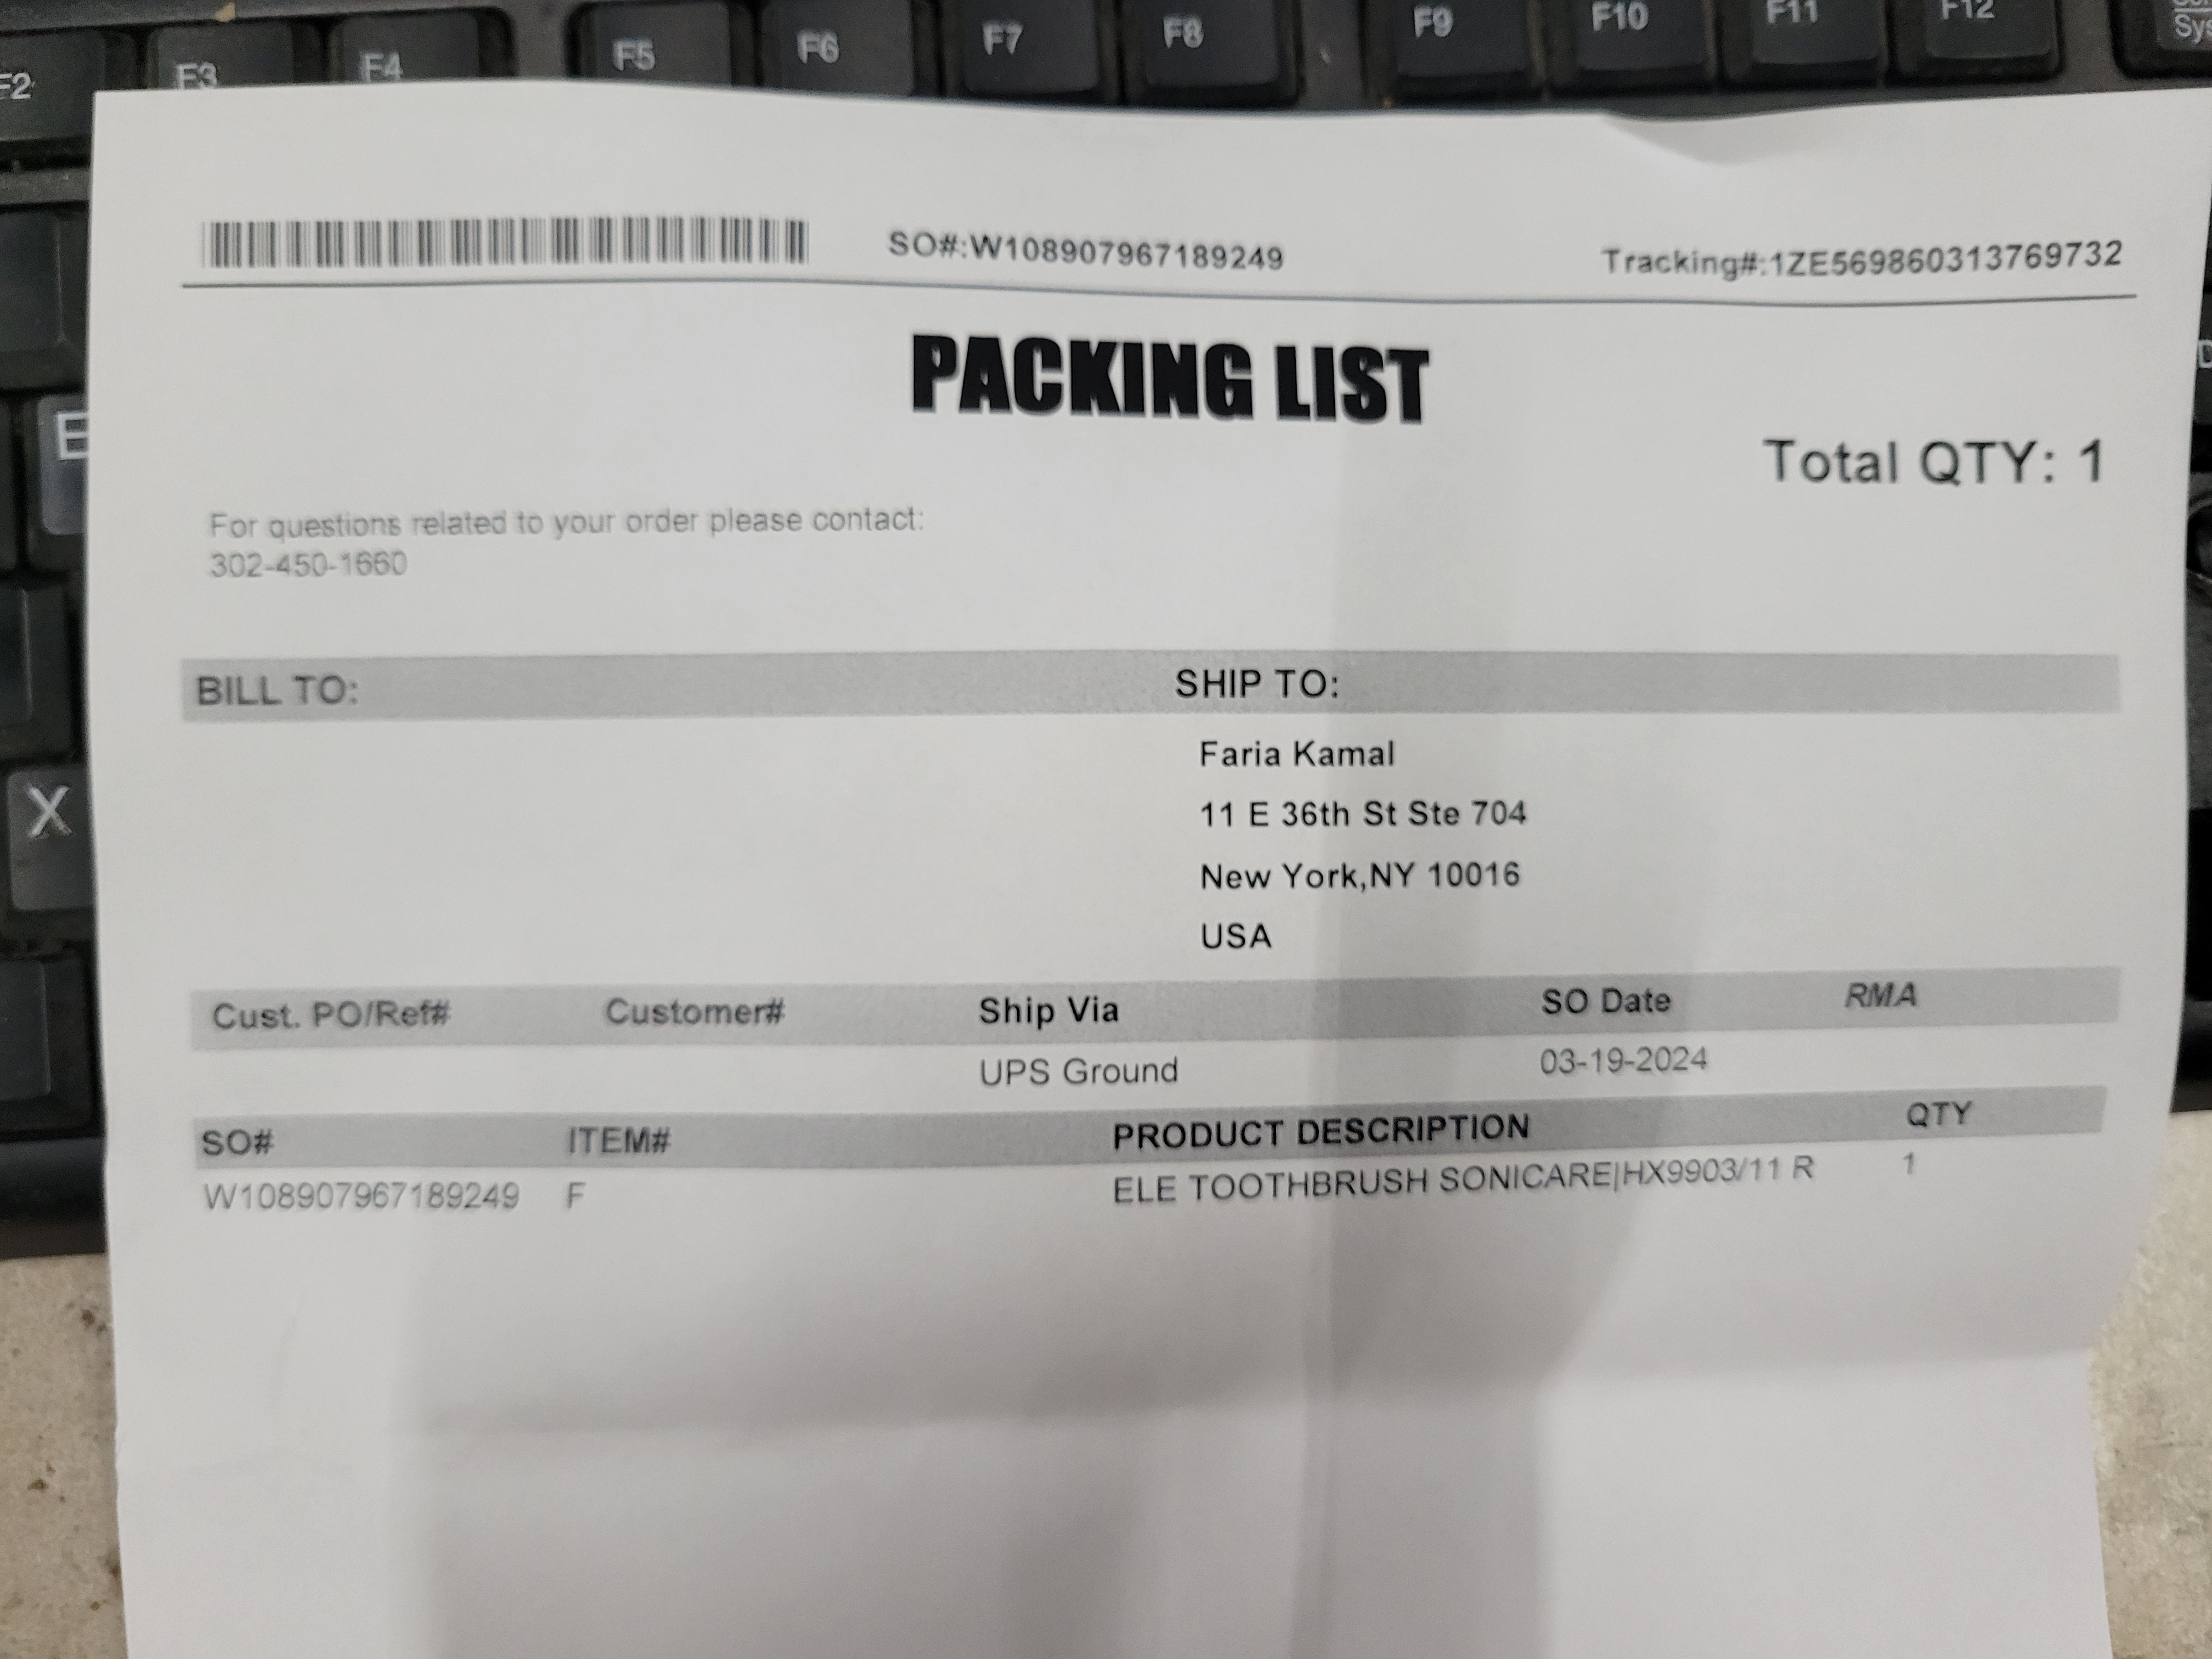 F2 F3 F4 F5 F6 F7 F8 F9 F10 F11 F12
SO#:W108907967189249
Tracking#:1ZE569860313769732
PACKING LIST
Total QTY: 1
For questions related to your order please contact:
302-450-1660
BILL TO: SHIP TO:
Faria Kamal
11 E 36th St Ste 704
New York,NY 10016
USA
X
Cust. PO/Ref# Customer# Ship Via SO Date RMA
UPS Ground 03-19-2024
SO# ITEM# PRODUCT DESCRIPTION QTY
W108907967189249 F ELE TOOTHBRUSH SONICARE|HX9903/11 R 1